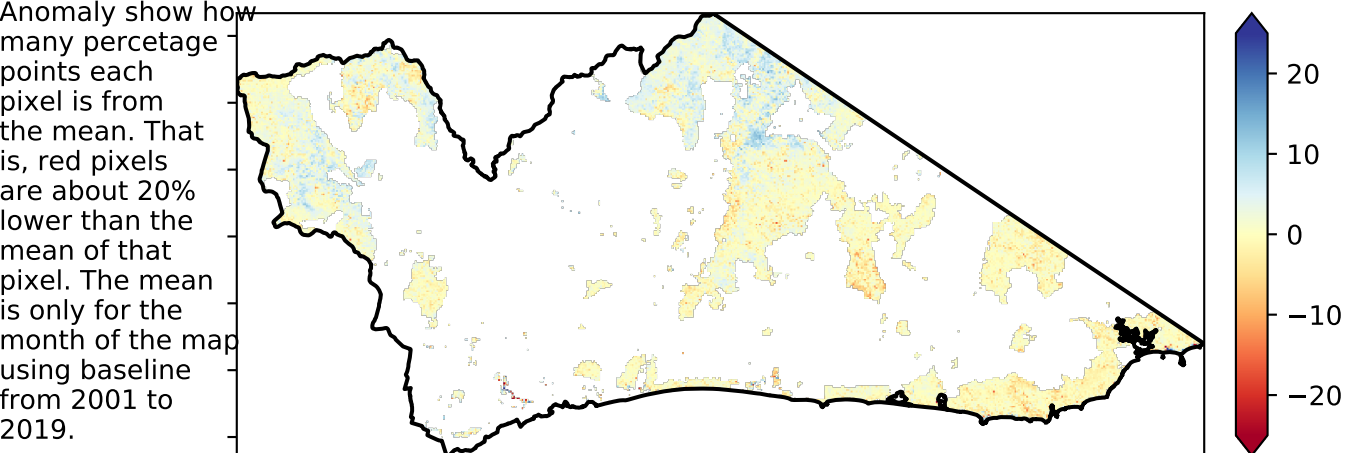 Anomaly show how
many percetage
points each
pixel is from
the mean. That
is, red pixels
are about 20%
lower than the
mean of that
pixel. The mean
is only for the
month of the map
using baseline
from 2001 to
2019.
20
10
0
−10
−20